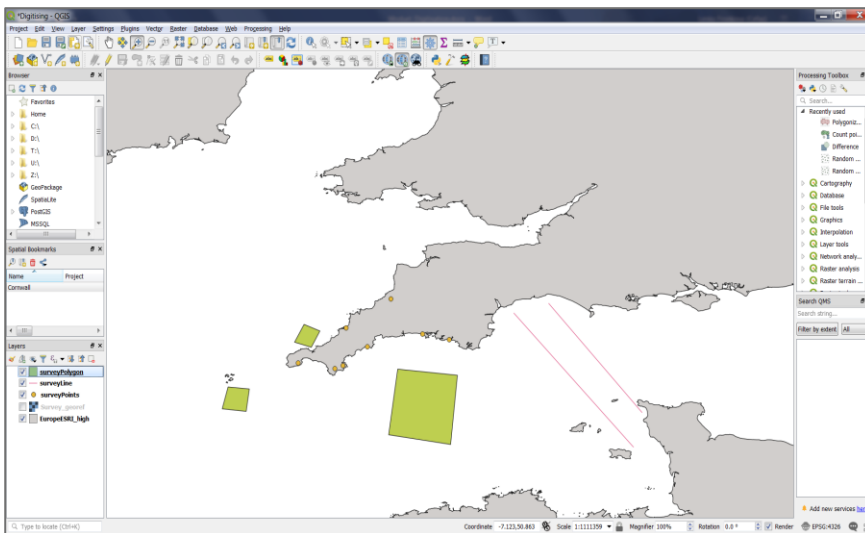 *Digitising - QGIS
Project Edit View Layer Settings Plugins Vector Raster Database Web Processing Help
Browser
Favorites
Home
C:\
D:\
T:\
U:\
Z:\
GeoPackage
SpatiaLite
PostGIS
MSSQL
Spatial Bookmarks
Name Project
Cornwall
Layers
surveyPolygon
surveyLine
surveyPoints
Survey_georef
EuropeESRI_high
Processing Toolbox
Search...
Recently used
Polygoniz...
Count poi...
Difference
Random ...
Random ...
Cartography
Database
File tools
Graphics
Interpolation
Layer tools
Network analy...
Raster analysis
Raster terrain ...
Search QMS
Search string...
Filter by extent All
Add new services
Type to locate (Ctrl+K)
Coordinate -7.123,50.863 Scale 1:1111359 Magnifier 100% Rotation 0.0 ° Render EPSG:4326